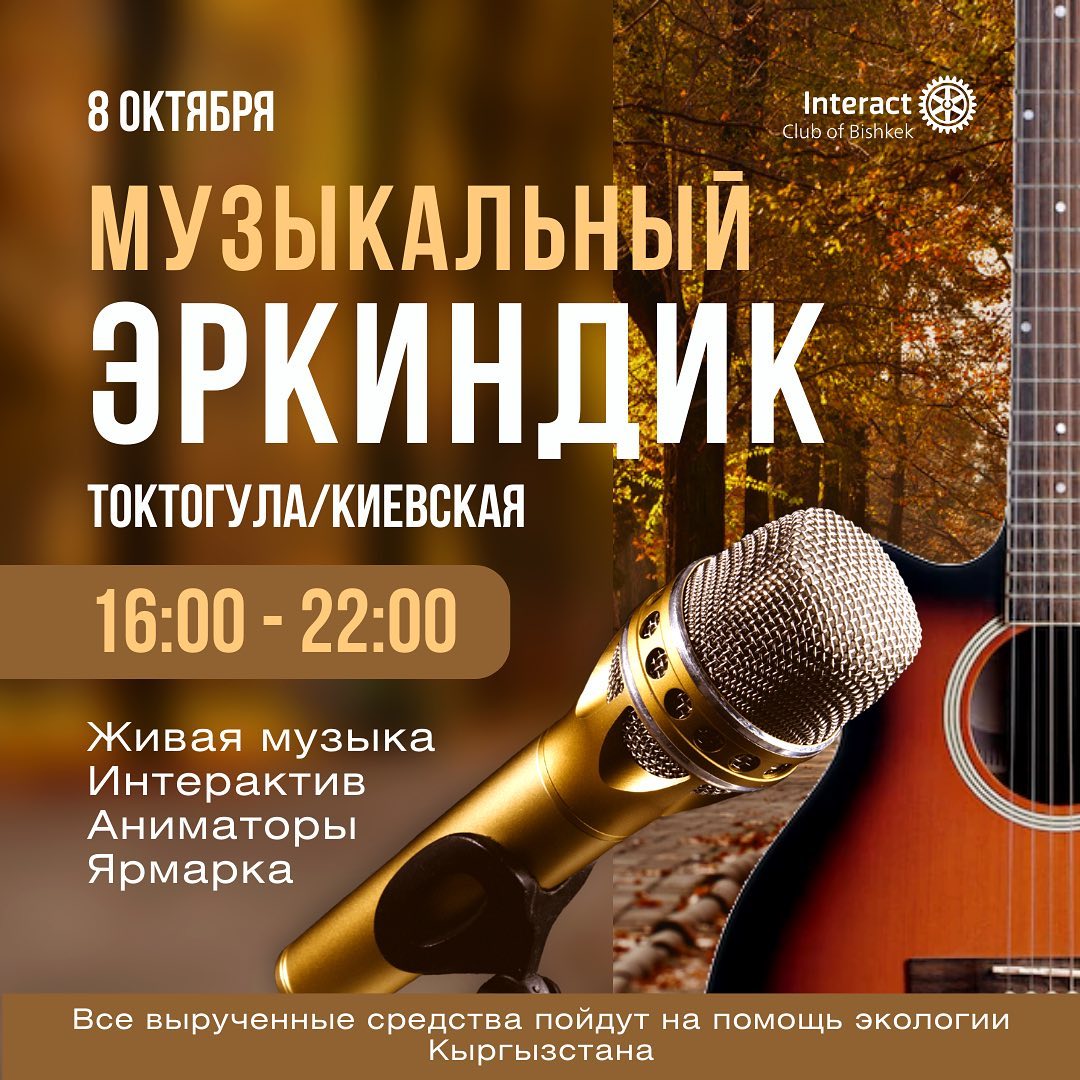 8 ОКТЯБРЯ
Interact
Club of Bishkek
МУЗЫКАЛЬНЫЙ
ЭРКИНДИК
ТОКТОГУЛА/КИЕВСКАЯ
16:00 - 22:00
Живая музыка
Интерактив
Аниматоры
Ярмарка
Все вырученные средства пойдут на помощь экологии
Кыргызстана